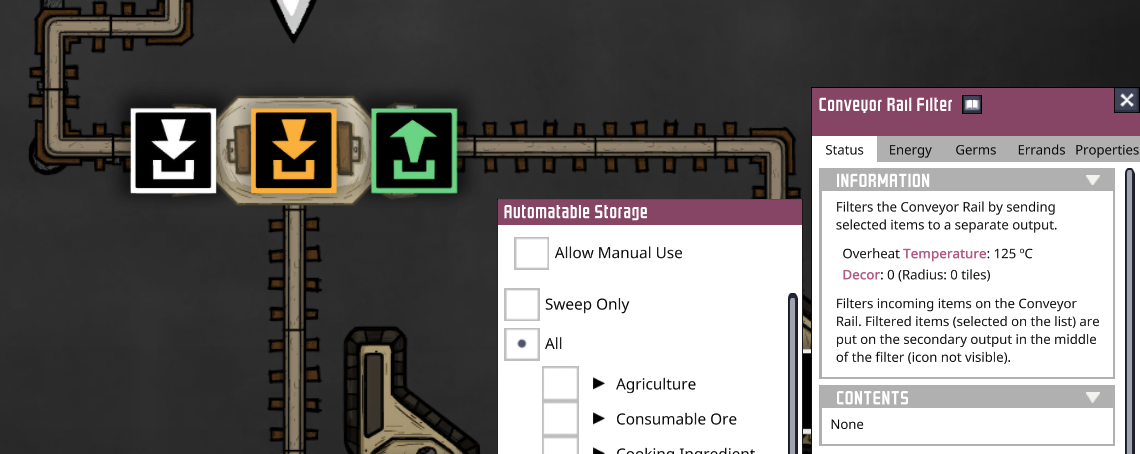 Conveyor Rail Filter
Status Energy Germs Errands Properties
INFORMATION
Filters the Conveyor Rail by sending
selected items to a separate output.
Overheat Temperature: 125 ºC
Decor: 0 (Radius: 0 tiles)
Filters incoming items on the Conveyor
Rail. Filtered items (selected on the list) are
put on the secondary output in the middle
of the filter (icon not visible).
CONTENTS
None
Automatable Storage
Allow Manual Use
Sweep Only
All
Agriculture
Consumable Ore
Cooking Ingredient